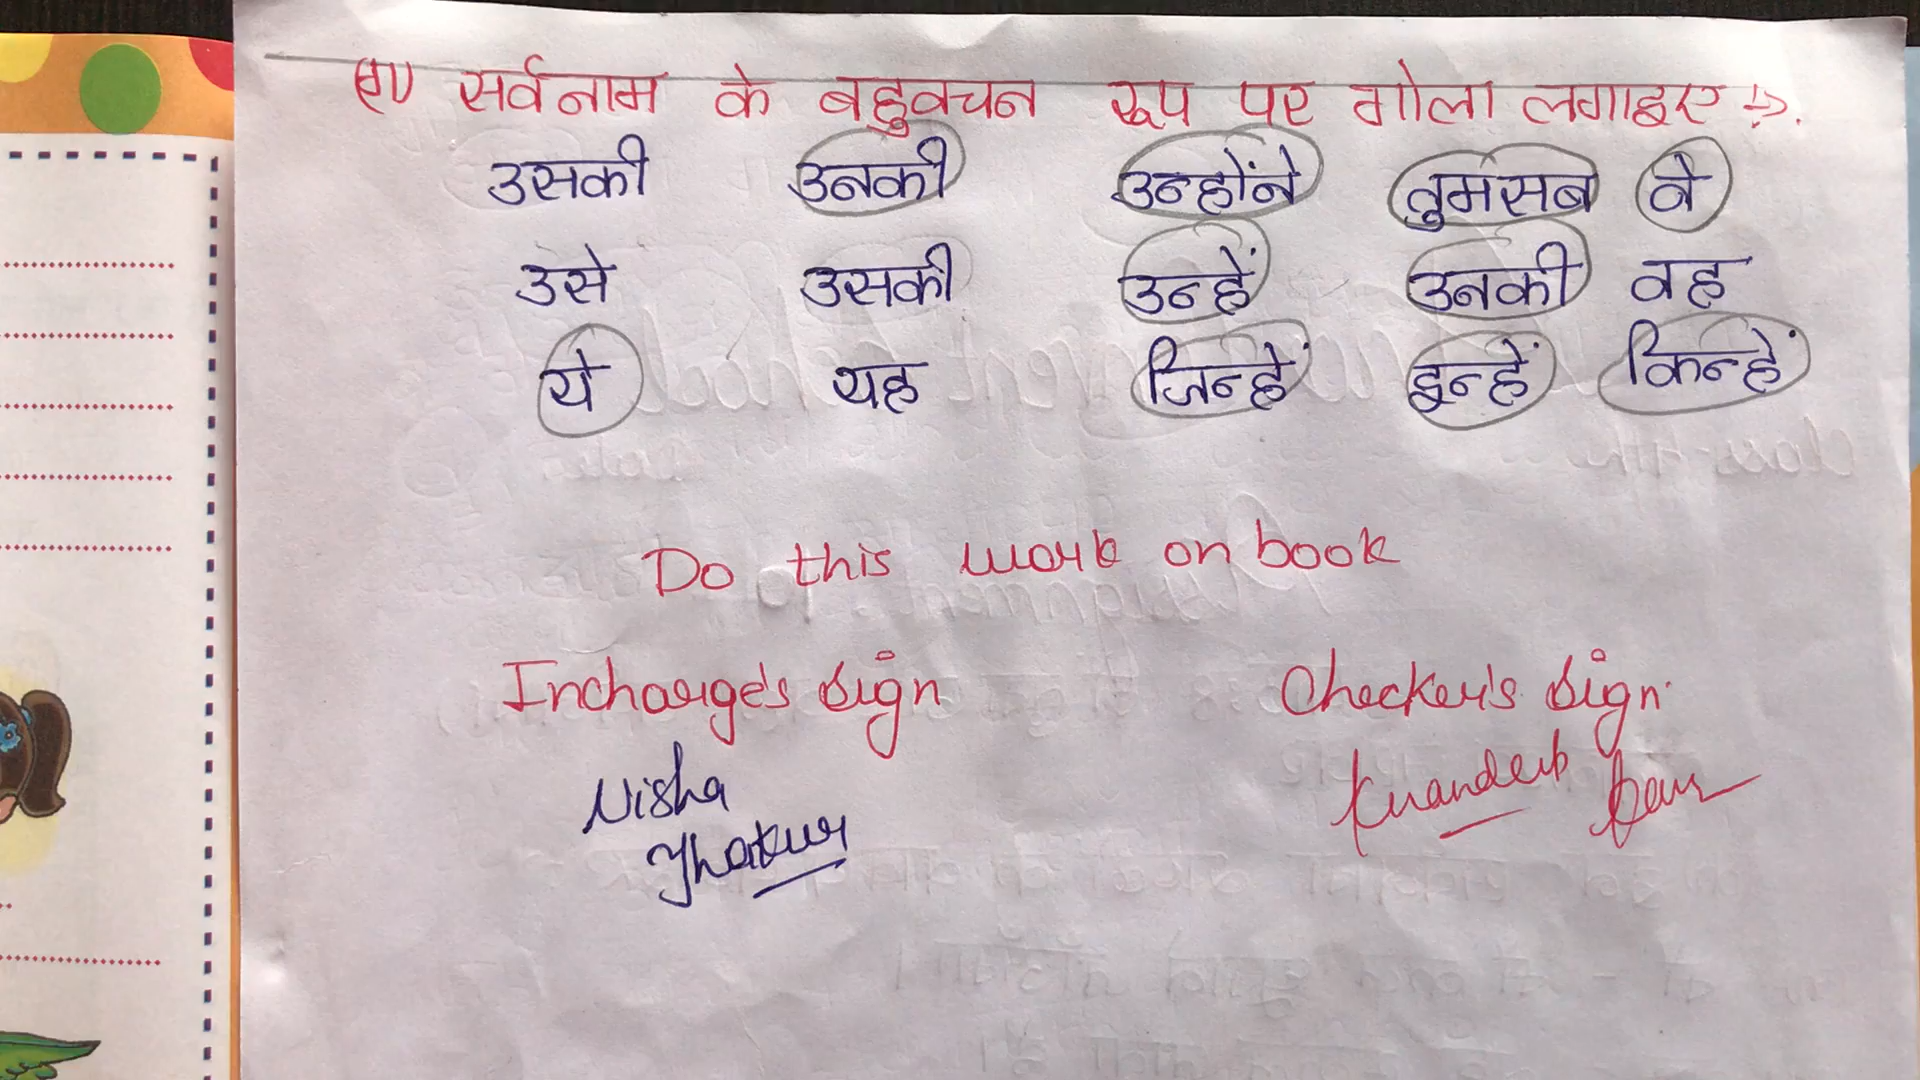 सर्वनाम के बहुवचन रूप पर गोला लगाइए :-
उसकी उनकी उन्होंने तुमसब वे
उसे उसकी उन्हें उनकी वह
ये यह जिन्हें इन्हें किन्हें
Do this work on book
Incharge's sign Checker's sign
Nisha
Thakur